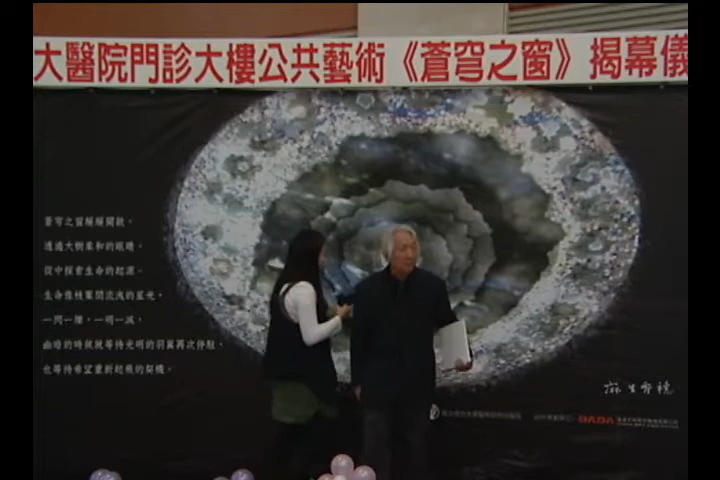 大醫院門診大樓公共藝術《蒼穹之窗》揭幕儀
蒼穹之窗緩緩開啟，
透過大樹柔和的眼睛，
從中探索生命的起源。
生命像枝葉間流洩的星光，
一閃一爍，一明一滅，
幽暗的時候就等待光明的羽翼再次伸駐，
也等待希望重新起飛的契機。
DADA